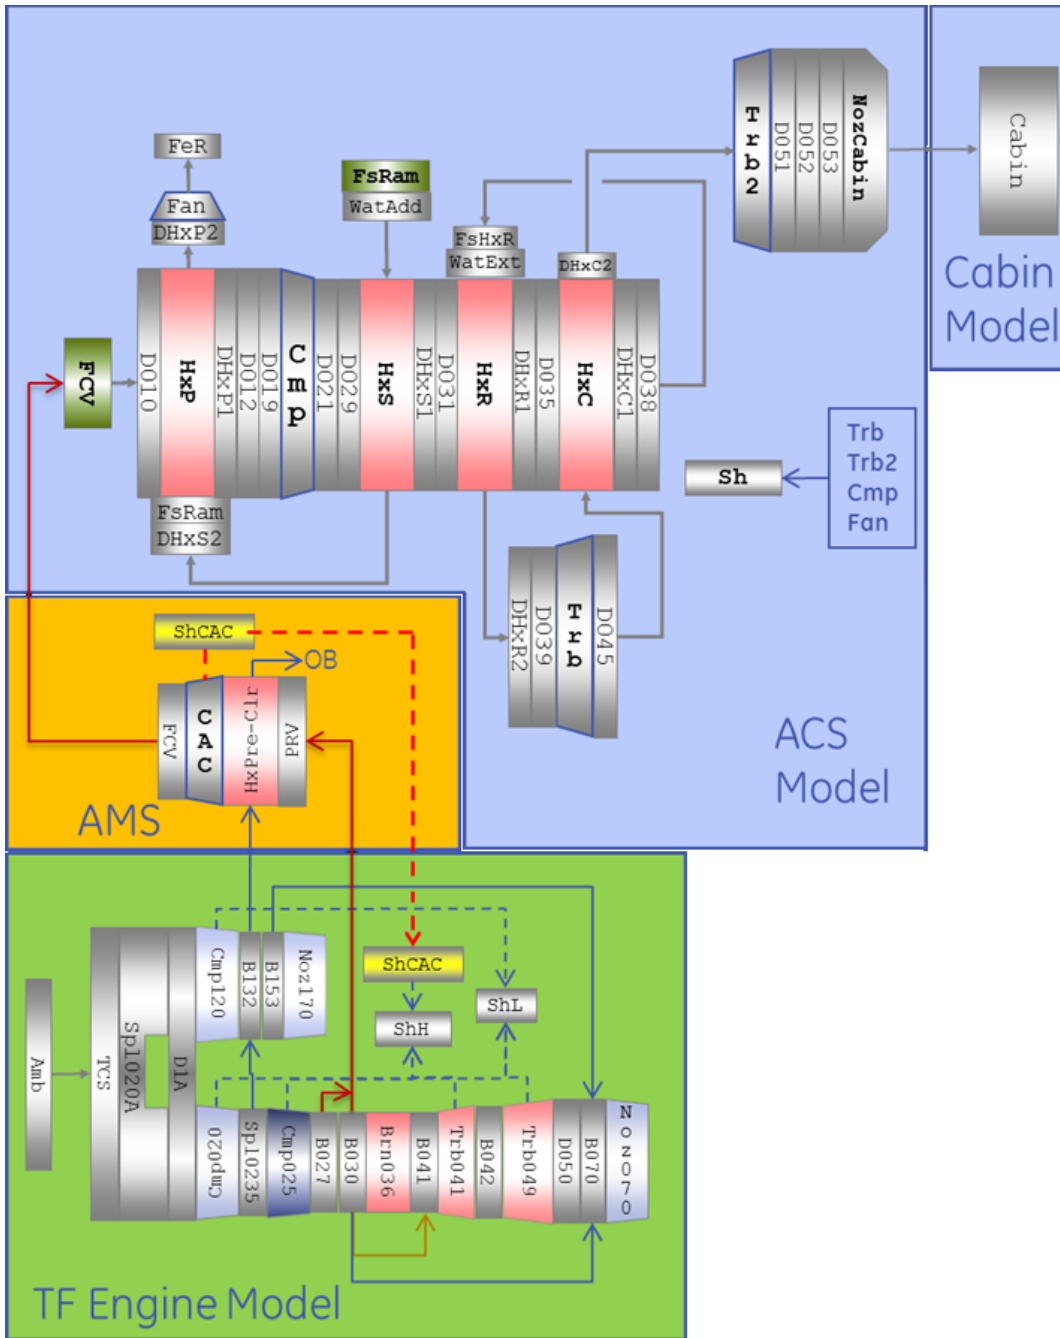 FeR
Fan
DHxP2
FsRam
WatAdd
FsHxR
WatExt
DHxC2
Trb2
D051
D052
D053
NozCabin
Cabin
Cabin
Model
FCV
D010
HxP
DHxP1
D012
D019
Cmp
D021
D029
HxS
DHxS1
D031
HxR
DHxR1
D035
HxC
DHxC1
D038
Sh
Trb
Trb2
Cmp
Fan
FsRam
DHxS2
DHxR2
D039
Trb
D045
ACS
Model
ShCAC
OB
FCV
CAC
HxPre-Clr
PRV
AMS
Cmp120
B132
B153
Noz170
ShCAC
ShL
ShH
Amb
TCS
Spl020A
D1A
Cmp020
Spl0235
Cmp025
B027
B030
Brn036
B041
Trb041
B042
Trb049
D050
B070
Noz070
TF Engine Model